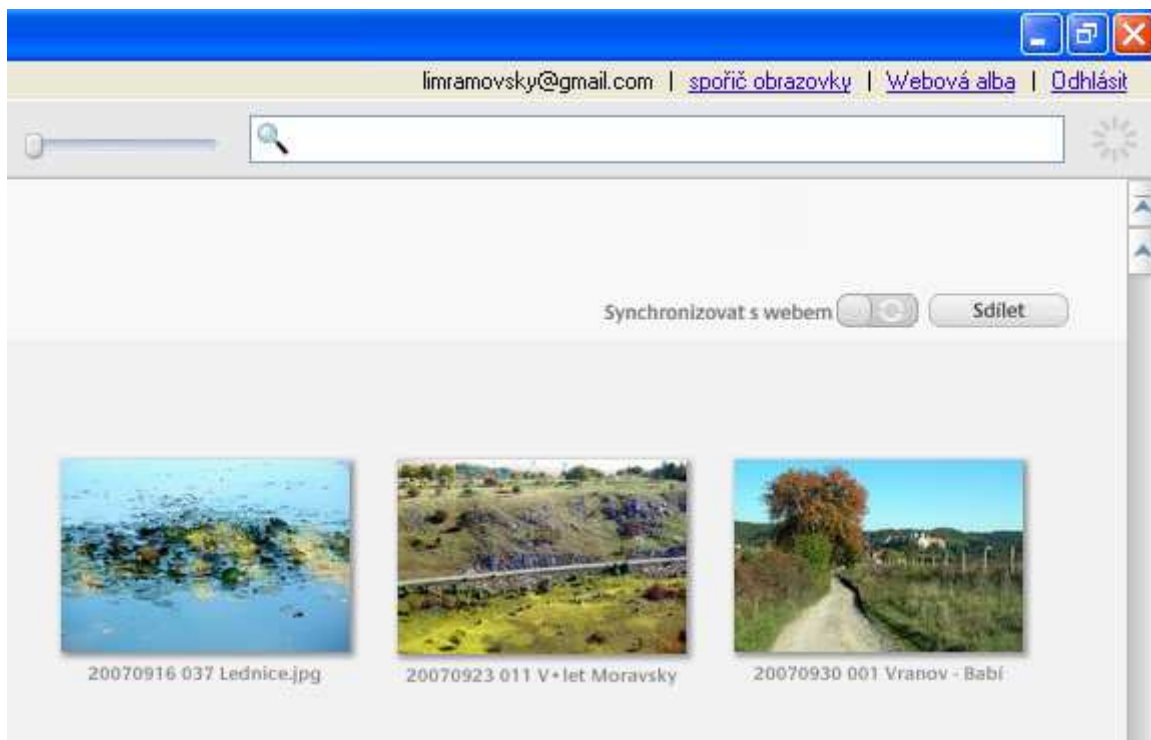 limramovsky@gmail.com | spořič obrazovky | Webová alba | Odhlásit
Synchronizovat s webem Sdílet
20070916 037 Lednice.jpg 20070923 011 V•let Moravsky 20070930 001 Vranov - Babí